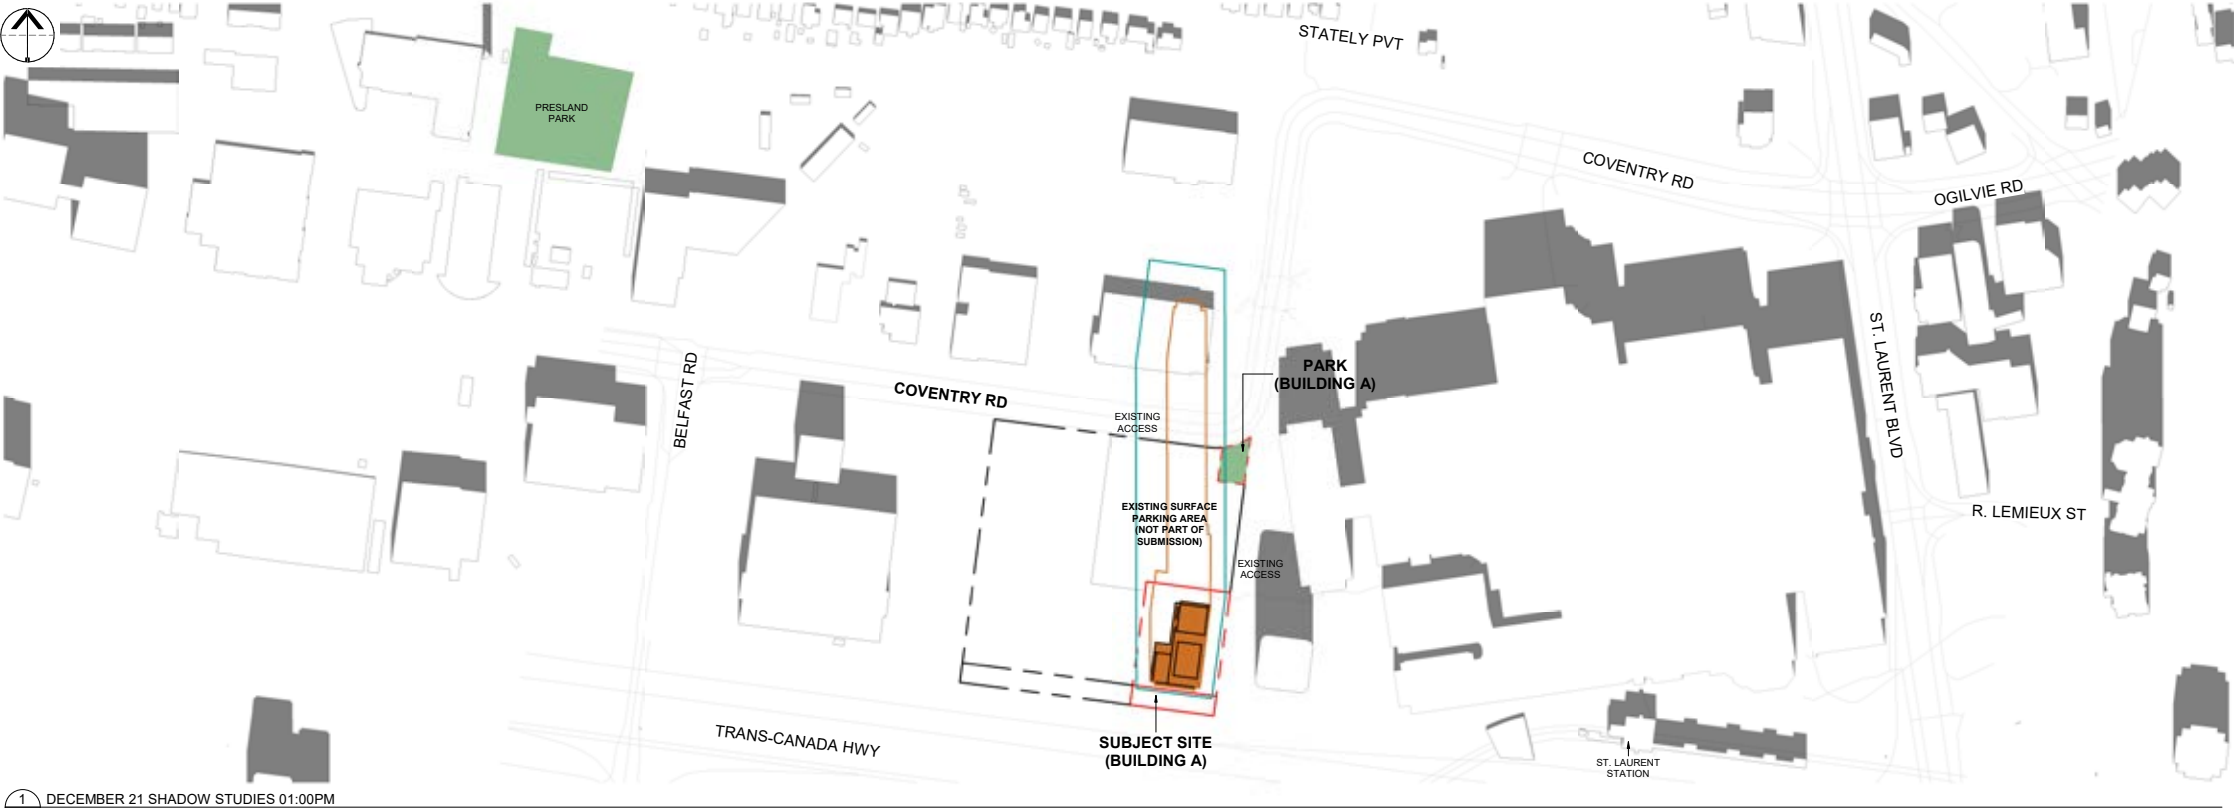 STATELY PVT
PRESLAND
PARK
COVENTRY RD
OGILVIE RD
BELFAST RD
COVENTRY RD
PARK
(BUILDING A)
ST. LAURENT BLVD
EXISTING
ACCESS
EXISTING SURFACE
PARKING AREA
(NOT PART OF
SUBMISSION)
R. LEMIEUX ST
EXISTING
ACCESS
TRANS-CANADA HWY
SUBJECT SITE
(BUILDING A)
ST. LAURENT
STATION
1 DECEMBER 21 SHADOW STUDIES 01:00PM